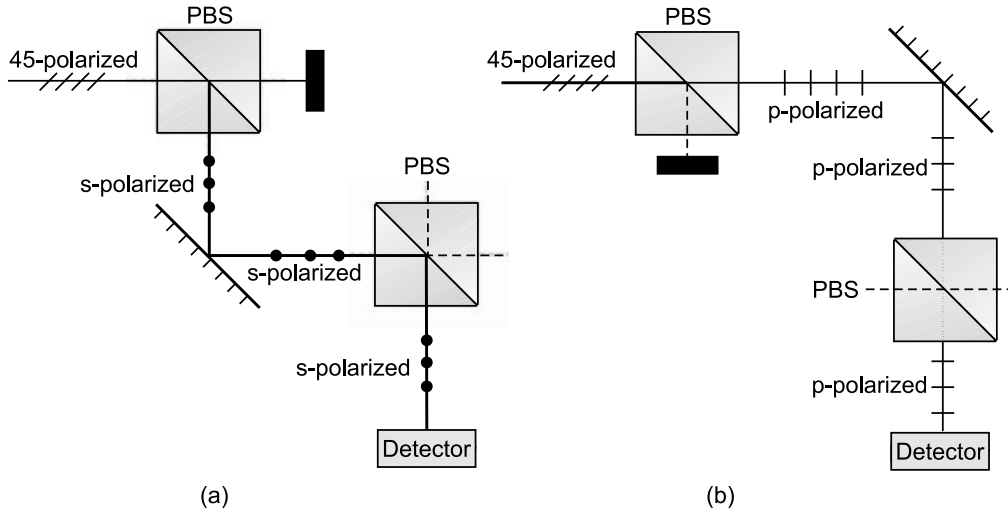 PBS
45-polarized
s-polarized
s-polarized
PBS
s-polarized
Detector
(a)
PBS
45-polarized
p-polarized
p-polarized
PBS
p-polarized
Detector
(b)